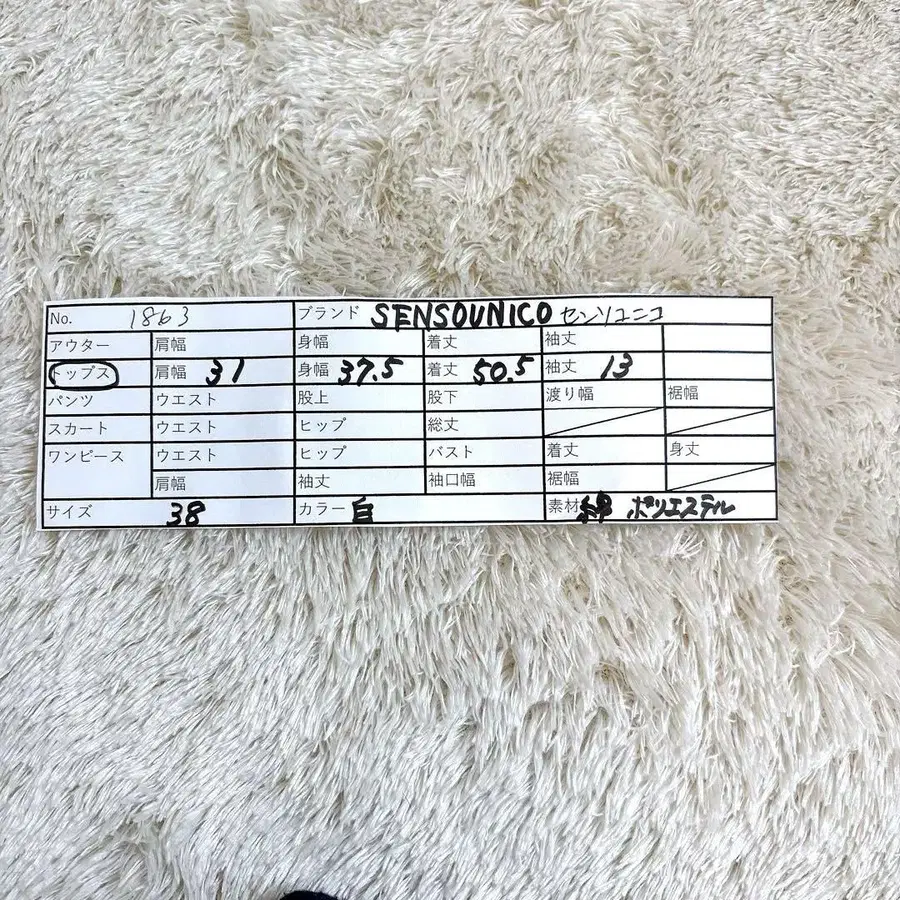 No. 1863 ブランド SENSOUNICO センソユニコ
アウター 肩幅 身幅 着丈 袖丈
トップス 肩幅 31 身幅 37.5 着丈 50.5 袖丈 13
パンツ ウエスト 股上 股下 渡り幅 裾幅
スカート ウエスト ヒップ 総丈
ワンピース ウエスト ヒップ バスト 着丈 身丈
肩幅 袖丈 袖口幅 裾幅
サイズ 38 カラー 白 素材 綿 ポリエステル